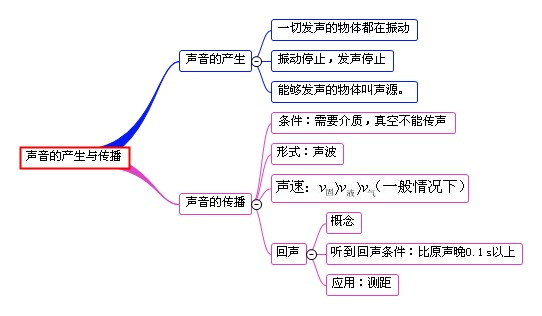 声音的产生与传播
声音的产生
一切发声的物体都在振动
振动停止，发声停止
能够发声的物体叫声源。
声音的传播
条件：需要介质，真空不能传声
形式：声波
声速：v固〉v液〉v气（一般情况下）
回声
概念
听到回声条件：比原声晚0.1s以上
应用：测距